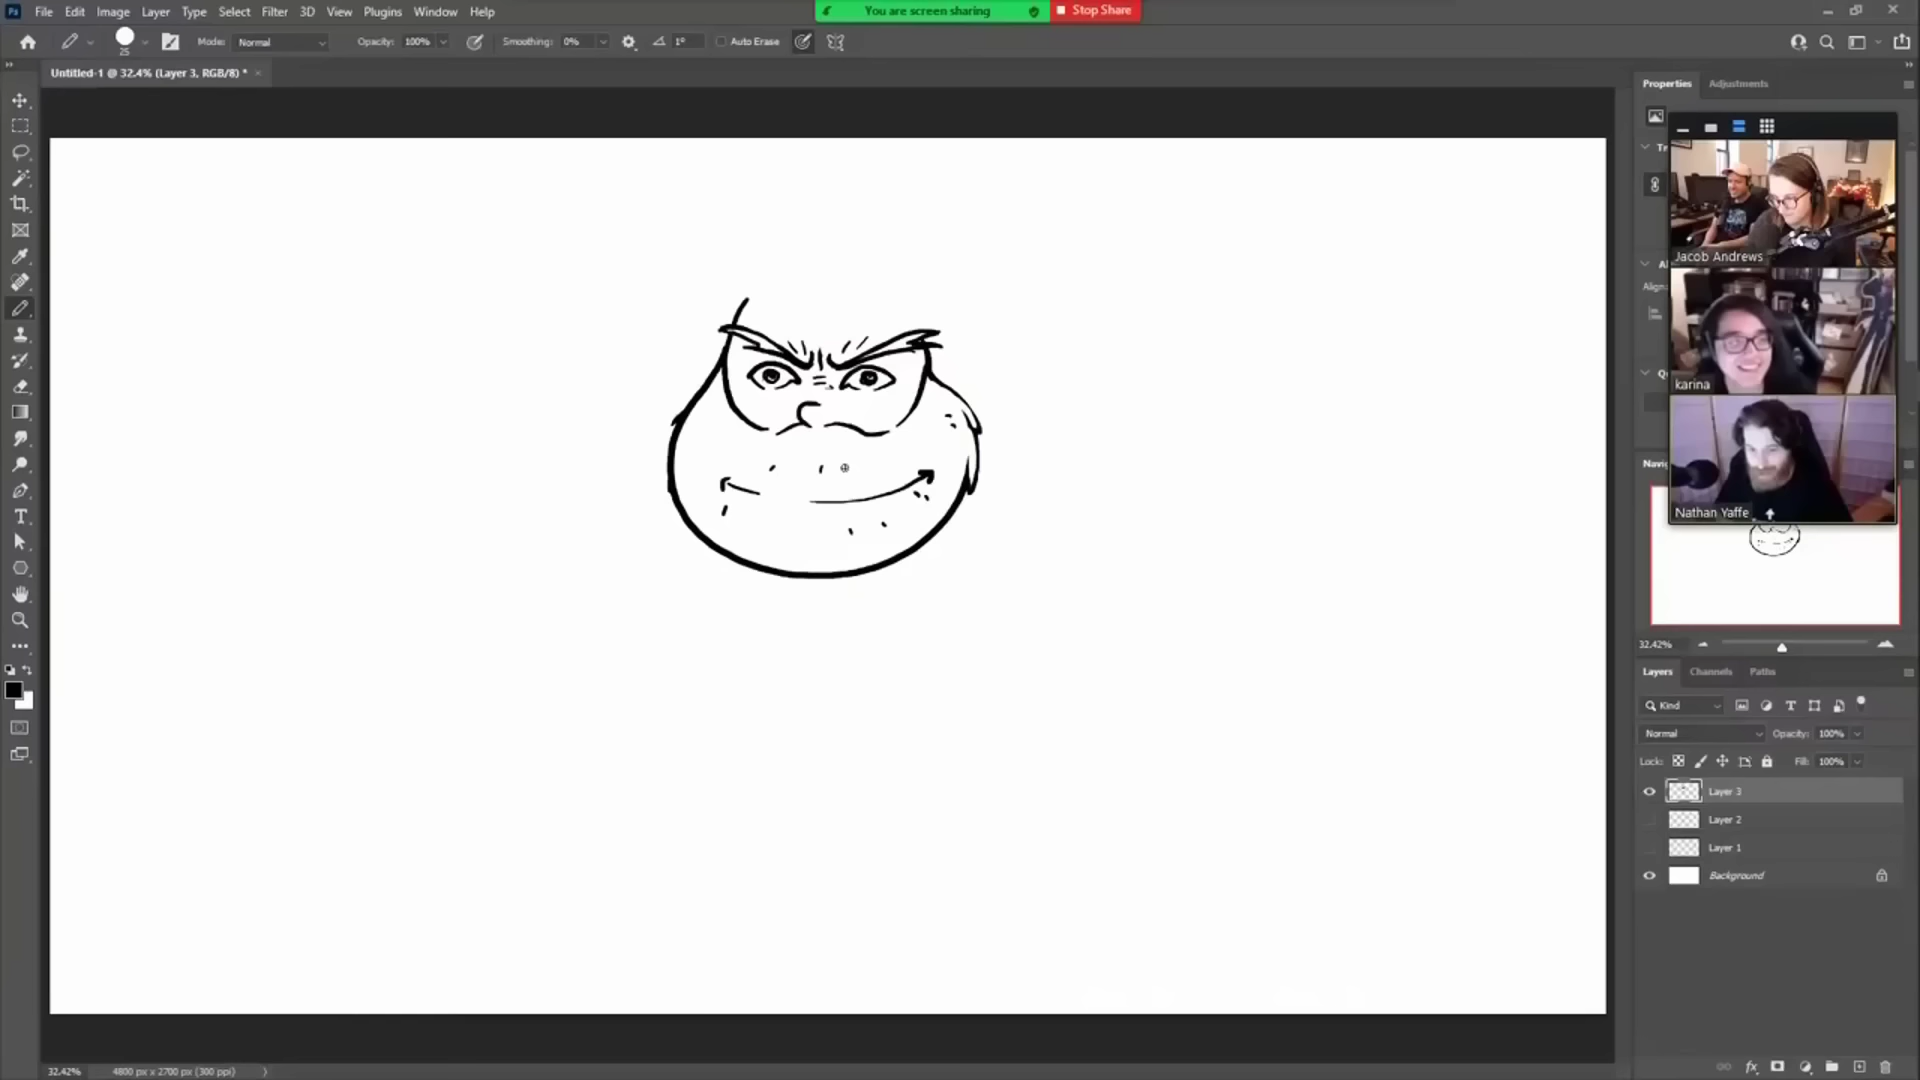 Ps File Edit Image Layer Type Select Filter 3D View Plugins Window Help
You are screen sharing Stop Share
25 Mode: Normal Opacity: 100% Smoothing: 0% 1° Auto Erase
Untitled-1 @ 32.4% (Layer 3, RGB/8) *
Properties Adjustments
Jacob Andrews
karina
Nathan Yaffe
32.42%
Layers Channels Paths
Kind
Normal Opacity: 100%
Lock: Fill: 100%
Layer 3
Layer 2
Layer 1
Background
32.42% 4800 px x 2700 px (300 ppi)